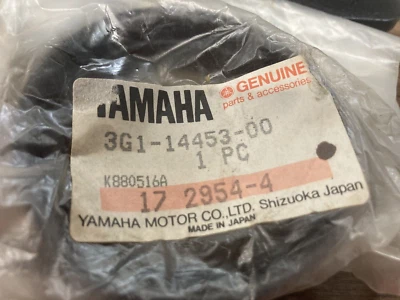 GENUINE
YAMAHA parts & accessories
3G1-14453-00
1 PC
K880516A
17 2954-4
YAMAHA MOTOR CO., LTD. Shizuoka Japan
MADE IN JAPAN